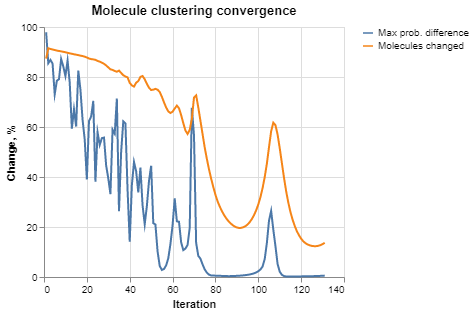 Molecule clustering convergence
Max prob. difference
Molecules changed
Change, %
100
80
60
40
20
0
0 20 40 60 80 100 120 140
Iteration